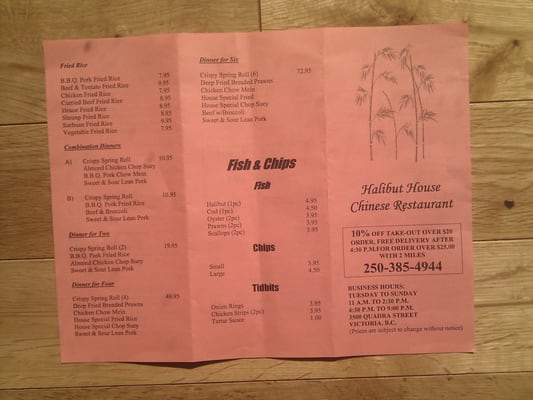 Fried Rice
B.B.Q. Pork Fried Rice 7.95
Beef & Tomato Fried Rice 9.95
Chicken Fried Rice 7.95
Curried Beef Fried Rice 8.95
House Fried Rice 8.95
Shrimp Fried Rice 8.95
Szehuan Fried Rice 9.95
Vegetable Fried Rice 7.95
Combination Dinners
A) Crispy Spring Roll 10.95
Almond Chicken Chop Suey
B.B.Q. Pork Chow Mein
Sweet & Sour Lean Pork
B) Crispy Spring Roll 10.95
B.B.Q. Pork Fried Rice
Beef & Broccoli
Sweet & Sour Lean Pork
Dinner for Two
Crispy Spring Roll (2) 19.95
B.B.Q. Pork Fried Rice
Almond Chicken Chop Suey
Sweet & Sour Lean Pork
Dinner for Four
Crispy Spring Roll (4) 49.95
Deep Fried Breaded Prawns
Chicken Chow Mein
House Special Fried Rice
House Special Chop Suey
Sweet & Sour Lean Pork
Dinner for Six
Crispy Spring Roll (6) 72.95
Deep Fried Breaded Prawns
Chicken Chow Mein
House Special Fried
House Special Chop Suey
Beef w/Broccoli
Sweet & Sour Lean Pork
Fish & Chips
Fish
Halibut (1pc) 4.95
Cod (1pc) 4.50
Oyster (2pc) 3.95
Prawns (2pc) 3.95
Scallops (2pc) 3.95
Chips
Small 3.95
Large 4.50
Tidbits
Onion Rings 3.95
Chicken Strips (2pc) 3.95
Tartar Sauce 1.00
Halibut House
Chinese Restaurant
10% OFF TAKE-OUT OVER $20
ORDER, FREE DELIVERY AFTER
4:30 P.M.FOR ORDER OVER $25.00
WITH 2 MILES
250-385-4944
BUSINESS HOURS:
TUESDAY TO SUNDAY
11 A.M. TO 2:30 P.M.
4:30 P.M. TO 9:00 P.M.
3500 QUADRA STREET
VICTORIA, B.C.
(Prices are subject to change without notice)